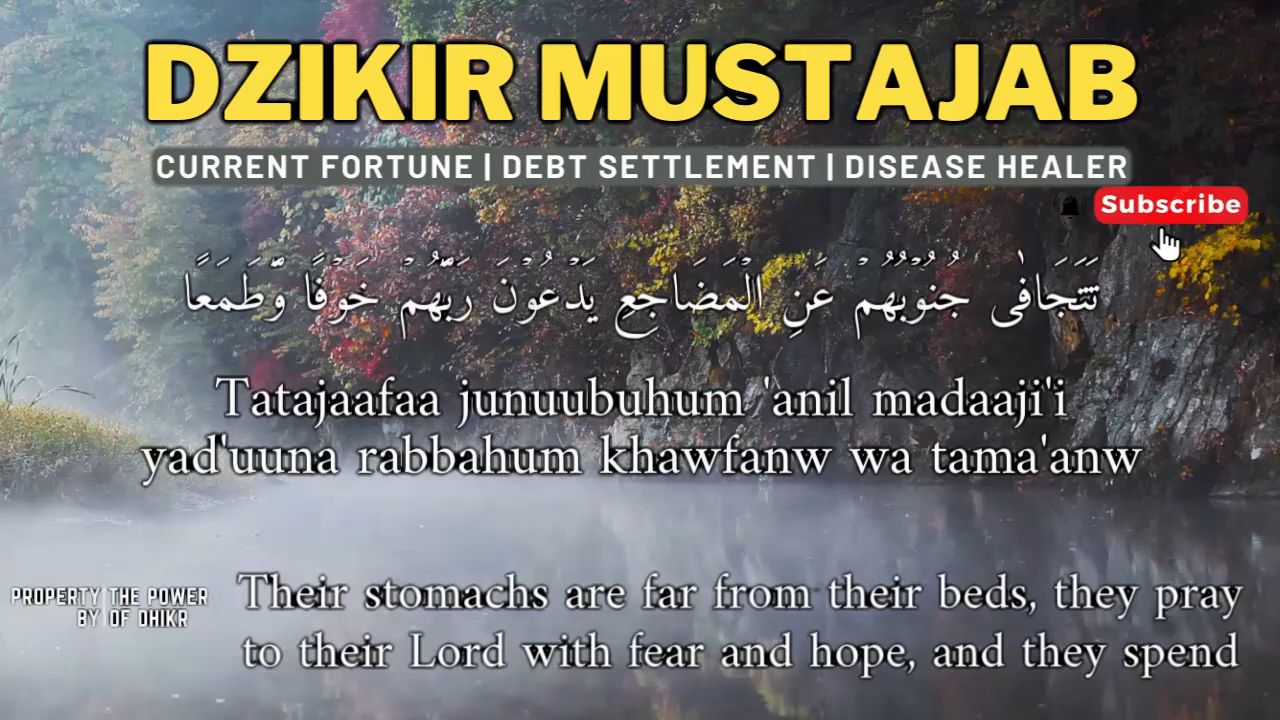 DZIKIR MUSTAJAB
CURRENT FORTUNE | DEBT SETTLEMENT | DISEASE HEALER
Subscribe
تَتَجَافٰى جُنُوْبُهُمْ عَنِ الْمَضَاجِعِ يَدْعُوْنَ رَبَّهُمْ خَوْفًا وَّطَمَعًا
Tatajaafaa junuubuhum 'anil madaaji'i
yad'uuna rabbahum khawfanw wa tama'anw
PROPERTY THE POWER
BY OF DHIKR
Their stomachs are far from their beds, they pray
to their Lord with fear and hope, and they spend